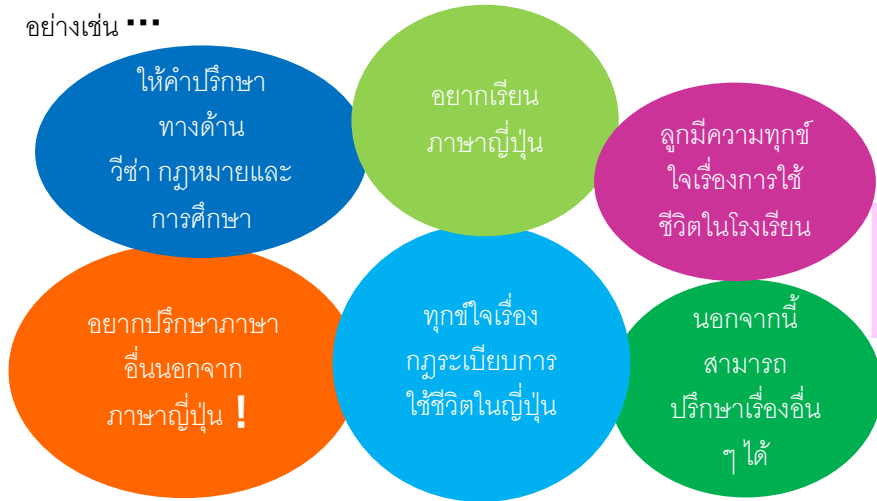 อย่างเช่น ･･･
ให้คำปรึกษา
ทางด้าน
วีซ่า กฎหมายและ
การศึกษา
อยากเรียน
ภาษาญี่ปุ่น
ลูกมีความทุกข์
ใจเรื่องการใช้
ชีวิตในโรงเรียน
อยากปรึกษาภาษา
อื่นนอกจาก
ภาษาญี่ปุ่น！
ทุกข์ใจเรื่อง
กฎระเบียบการ
ใช้ชีวิตในญี่ปุ่น
นอกจากนี้
สามารถ
ปรึกษาเรื่องอื่น
ๆ ได้